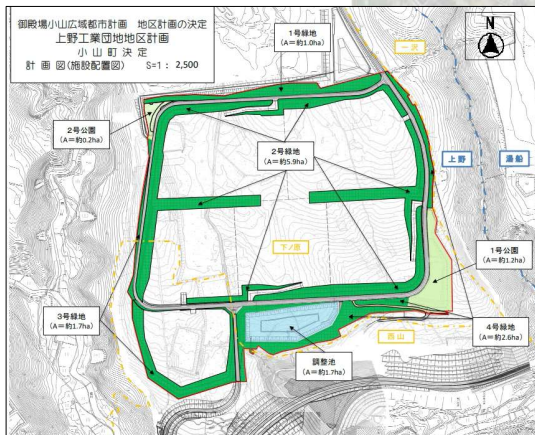 御殿場小山広域都市計画 地区計画の決定
上野工業団地地区計画
小山町決定
計画図(施設配置図) S=1: 2,500
N
1号緑地
(A=約1.0ha)
一沢
2号公園
(A=約0.2ha)
2号緑地
(A=約5.9ha)
上野
湯船
下ノ原
1号公園
(A=約1.2ha)
3号緑地
(A=約1.7ha)
西山
4号緑地
(A=約2.6ha)
調整池
(A=約1.7ha)